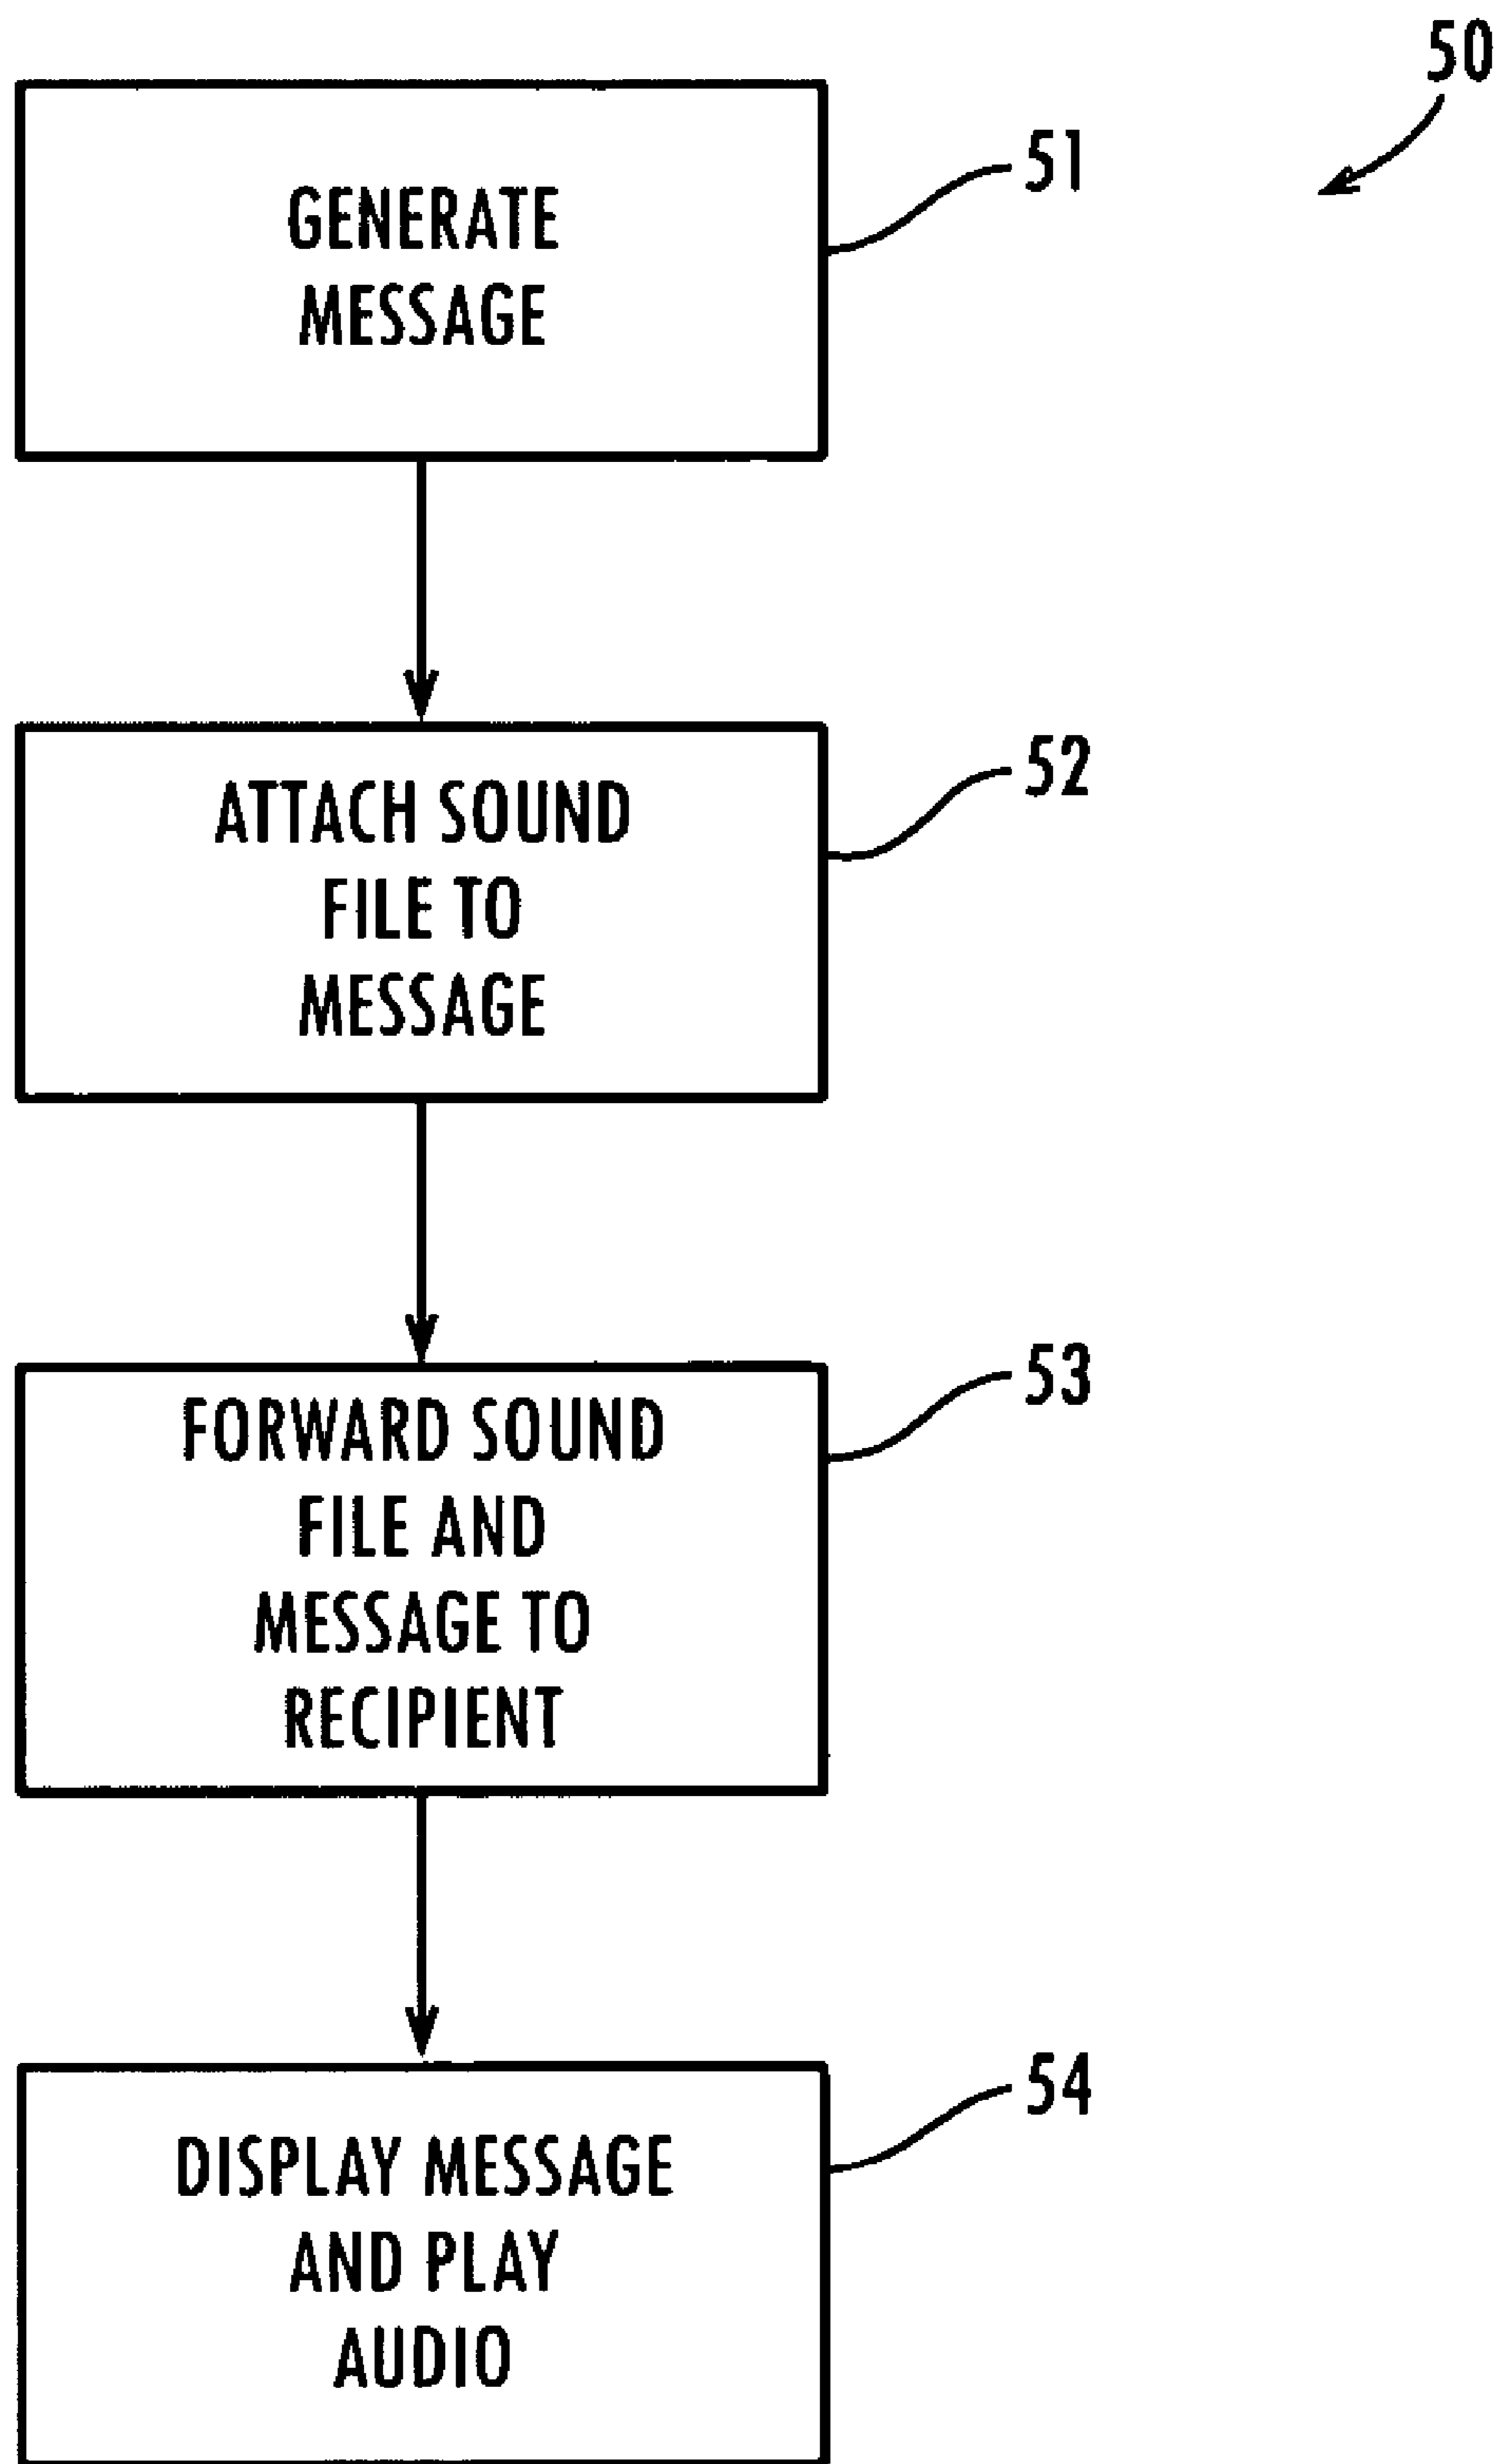 50
GENERATE
MESSAGE
51
ATTACH SOUND
FILE TO
MESSAGE
52
FORWARD SOUND
FILE AND
MESSAGE TO
RECIPIENT
53
DISPLAY MESSAGE
AND PLAY
AUDIO
54